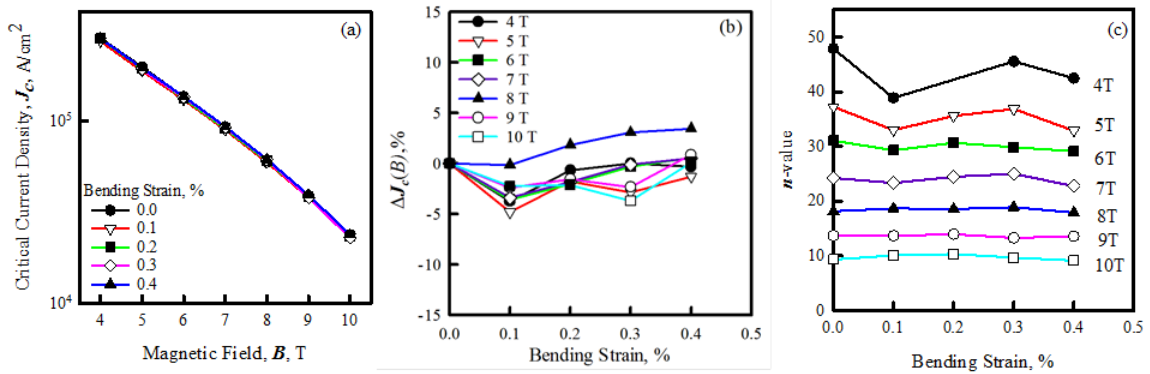 (a)
Critical Current Density, Jc, A/cm²
10⁵
10⁴
Bending Strain, %
0.0
0.1
0.2
0.3
0.4
4 5 6 7 8 9 10
Magnetic Field, B, T
(b)
ΔJc(B),%
15
10
5
0
-5
-10
-15
4 T
5 T
6 T
7 T
8 T
9 T
10 T
0.0 0.1 0.2 0.3 0.4 0.5
Bending Strain, %
(c)
n-value
50
40
30
20
10
0
4T
5T
6T
7T
8T
9T
10T
0.0 0.1 0.2 0.3 0.4 0.5
Bending Strain, %